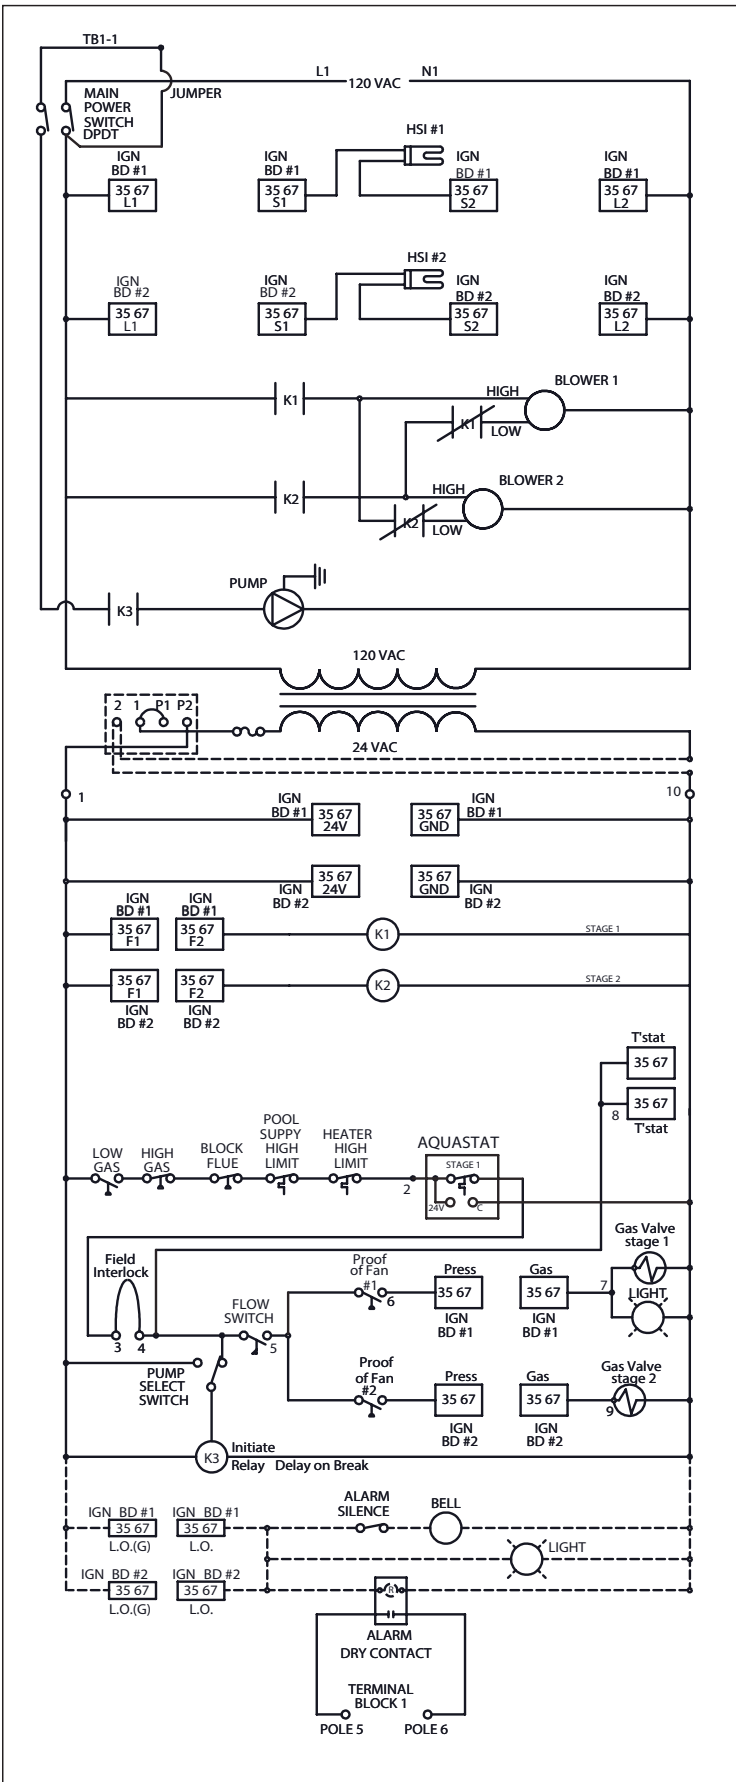 TB1-1
L1 120 VAC N1
MAIN
POWER
SWITCH
DPDT
JUMPER
HSI #1
IGN
BD #1
35 67
L1
IGN
BD #1
35 67
S1
IGN
BD #1
35 67
S2
IGN
BD #1
35 67
L2
HSI #2
IGN
BD #2
35 67
L1
IGN
BD #2
35 67
S1
IGN
BD #2
35 67
S2
IGN
BD #2
35 67
L2
K1
HIGH
BLOWER 1
K1
LOW
K2
HIGH
BLOWER 2
K2
LOW
PUMP
K3
120 VAC
2 1 P1 P2
24 VAC
1
10
IGN
BD #1
35 67
24V
35 67
GND
IGN
BD #1
35 67
24V
IGN
BD #2
35 67
GND
IGN
BD #2
IGN
BD #1
35 67
F1
IGN
BD #1
35 67
F2
K1
STAGE 1
35 67
F1
IGN
BD #2
35 67
F2
IGN
BD #2
K2
STAGE 2
T'stat
35 67
35 67
8
T'stat
LOW
GAS
HIGH
GAS
BLOCK
FLUE
POOL
SUPPY
HIGH
LIMIT
HEATER
HIGH
LIMIT
2
AQUASTAT
STAGE 1
24V
C
Field
Interlock
3 4
FLOW
SWITCH
5
Proof
of Fan
#1
6
Press
35 67
IGN
BD #1
Gas
35 67
IGN
BD #1
7
Gas Valve
stage 1
LIGHT
PUMP
SELECT
SWITCH
Proof
of Fan
#2
Press
35 67
IGN
BD #2
Gas
35 67
IGN
BD #2
Gas Valve
stage 2
9
K3
Initiate
Relay Delay on Break
IGN BD #1
35 67
L.O.(G)
IGN BD #1
35 67
L.O.
ALARM
SILENCE
BELL
LIGHT
IGN BD #2
35 67
L.O.(G)
IGN BD #2
35 67
L.O.
R
ALARM
DRY CONTACT
TERMINAL
BLOCK 1
POLE 5
POLE 6